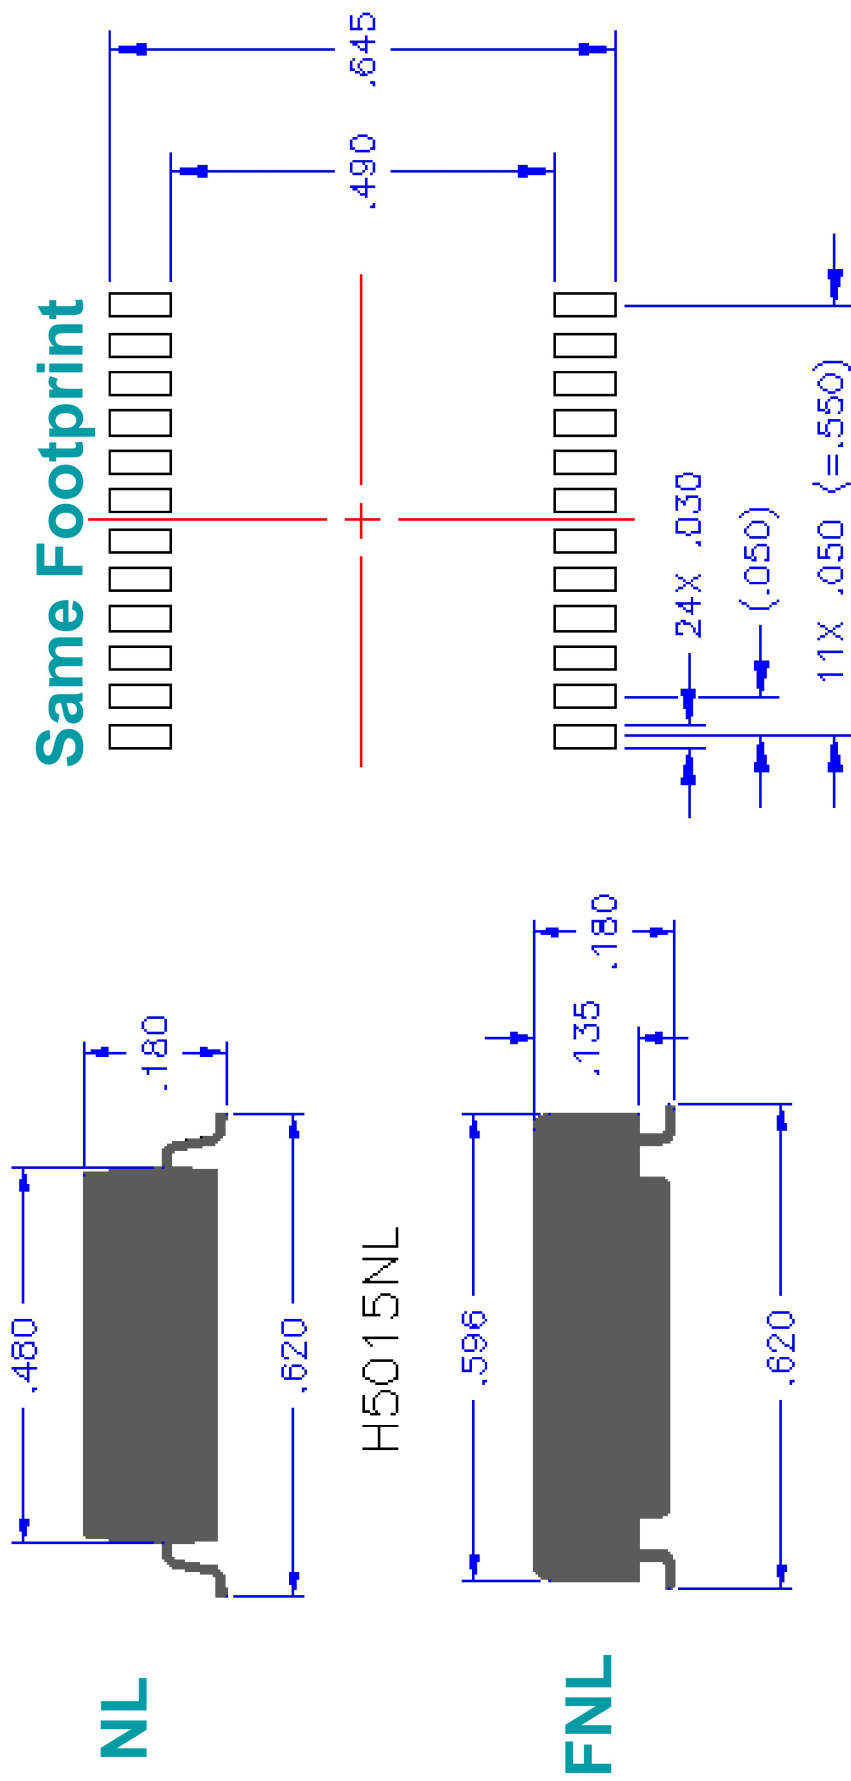 NL
.480
.180
.620
H5015NL
FNL
.596
.135
.180
.620
Same Footprint
.490
.645
24X .030
(.050)
11X .050 (=.550)